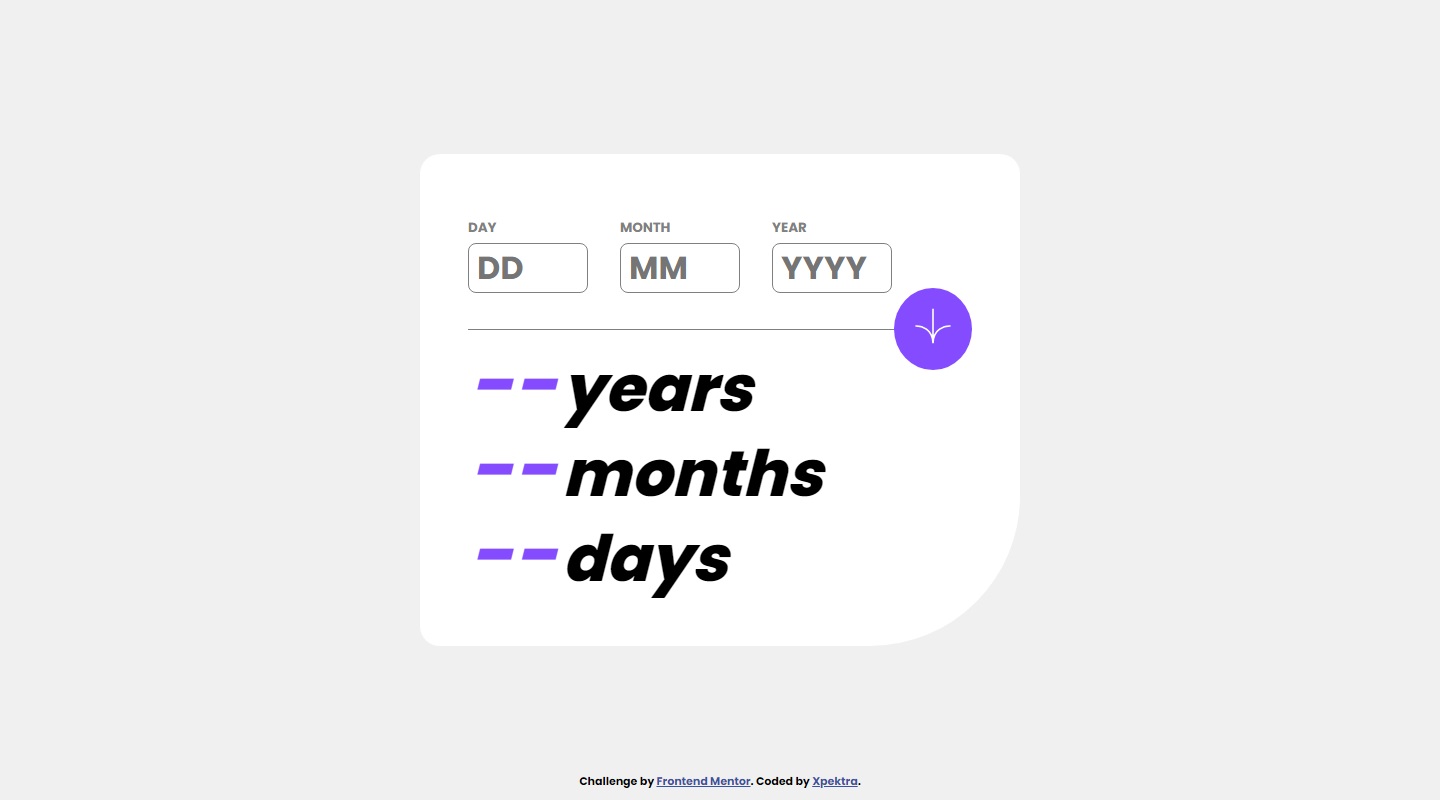 DAY MONTH YEAR
DD MM YYYY
--years
--months
--days
Challenge by Frontend Mentor. Coded by Xpektra.